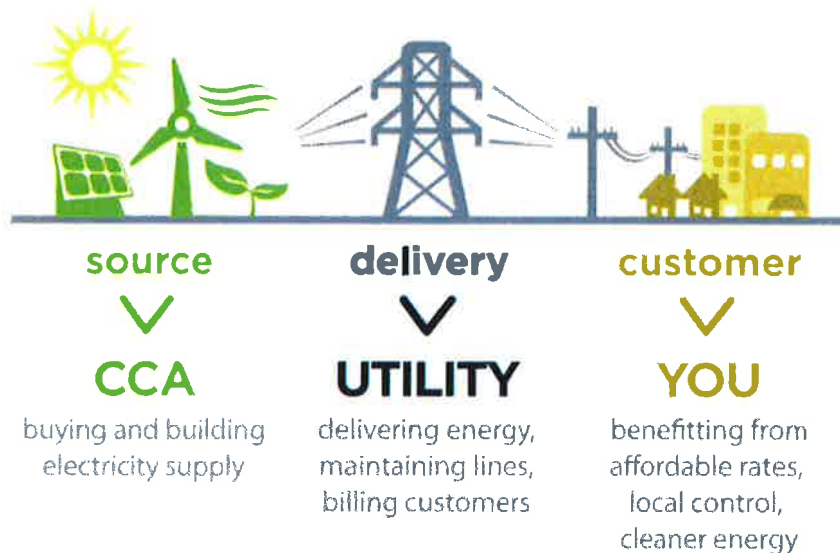 source
CCA
buying and building
electricity supply
delivery
UTILITY
delivering energy,
maintaining lines,
billing customers
customer
YOU
benefitting from
affordable rates,
local control,
cleaner energy